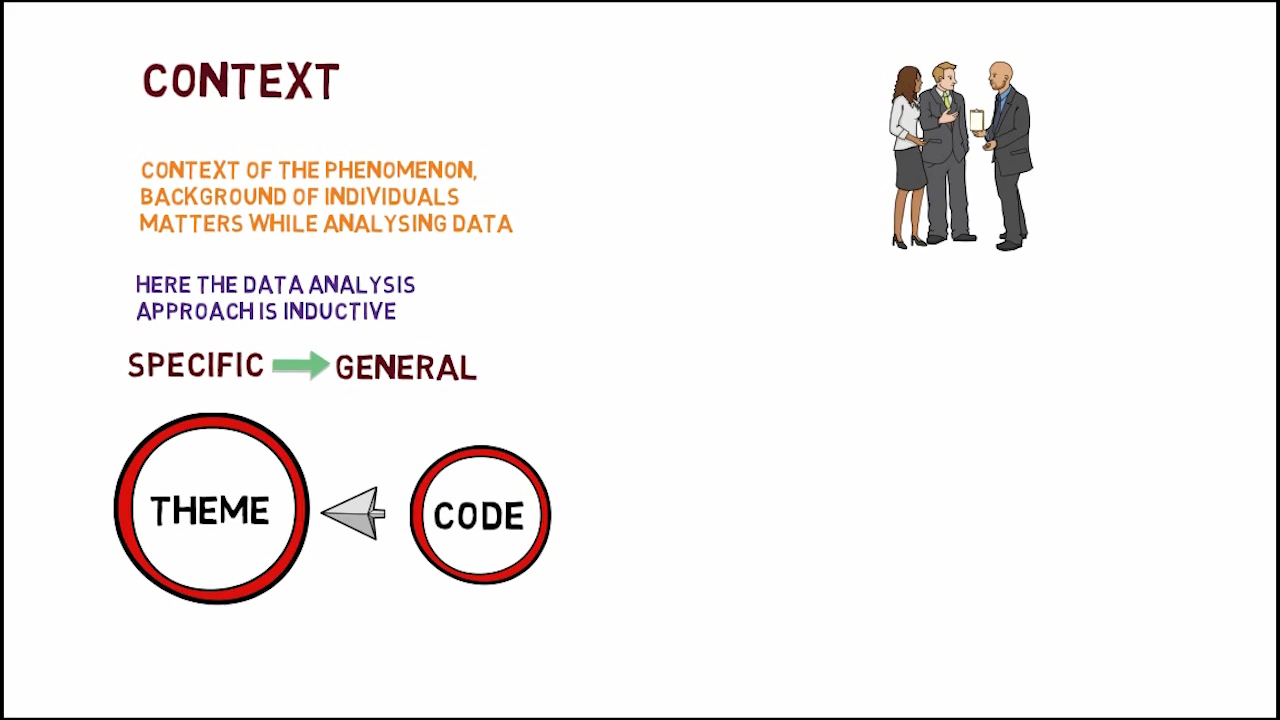 CONTEXT
CONTEXT OF THE PHENOMENON,
BACKGROUND OF INDIVIDUALS
MATTERS WHILE ANALYSING DATA
HERE THE DATA ANALYSIS
APPROACH IS INDUCTIVE
SPECIFIC GENERAL
THEME CODE